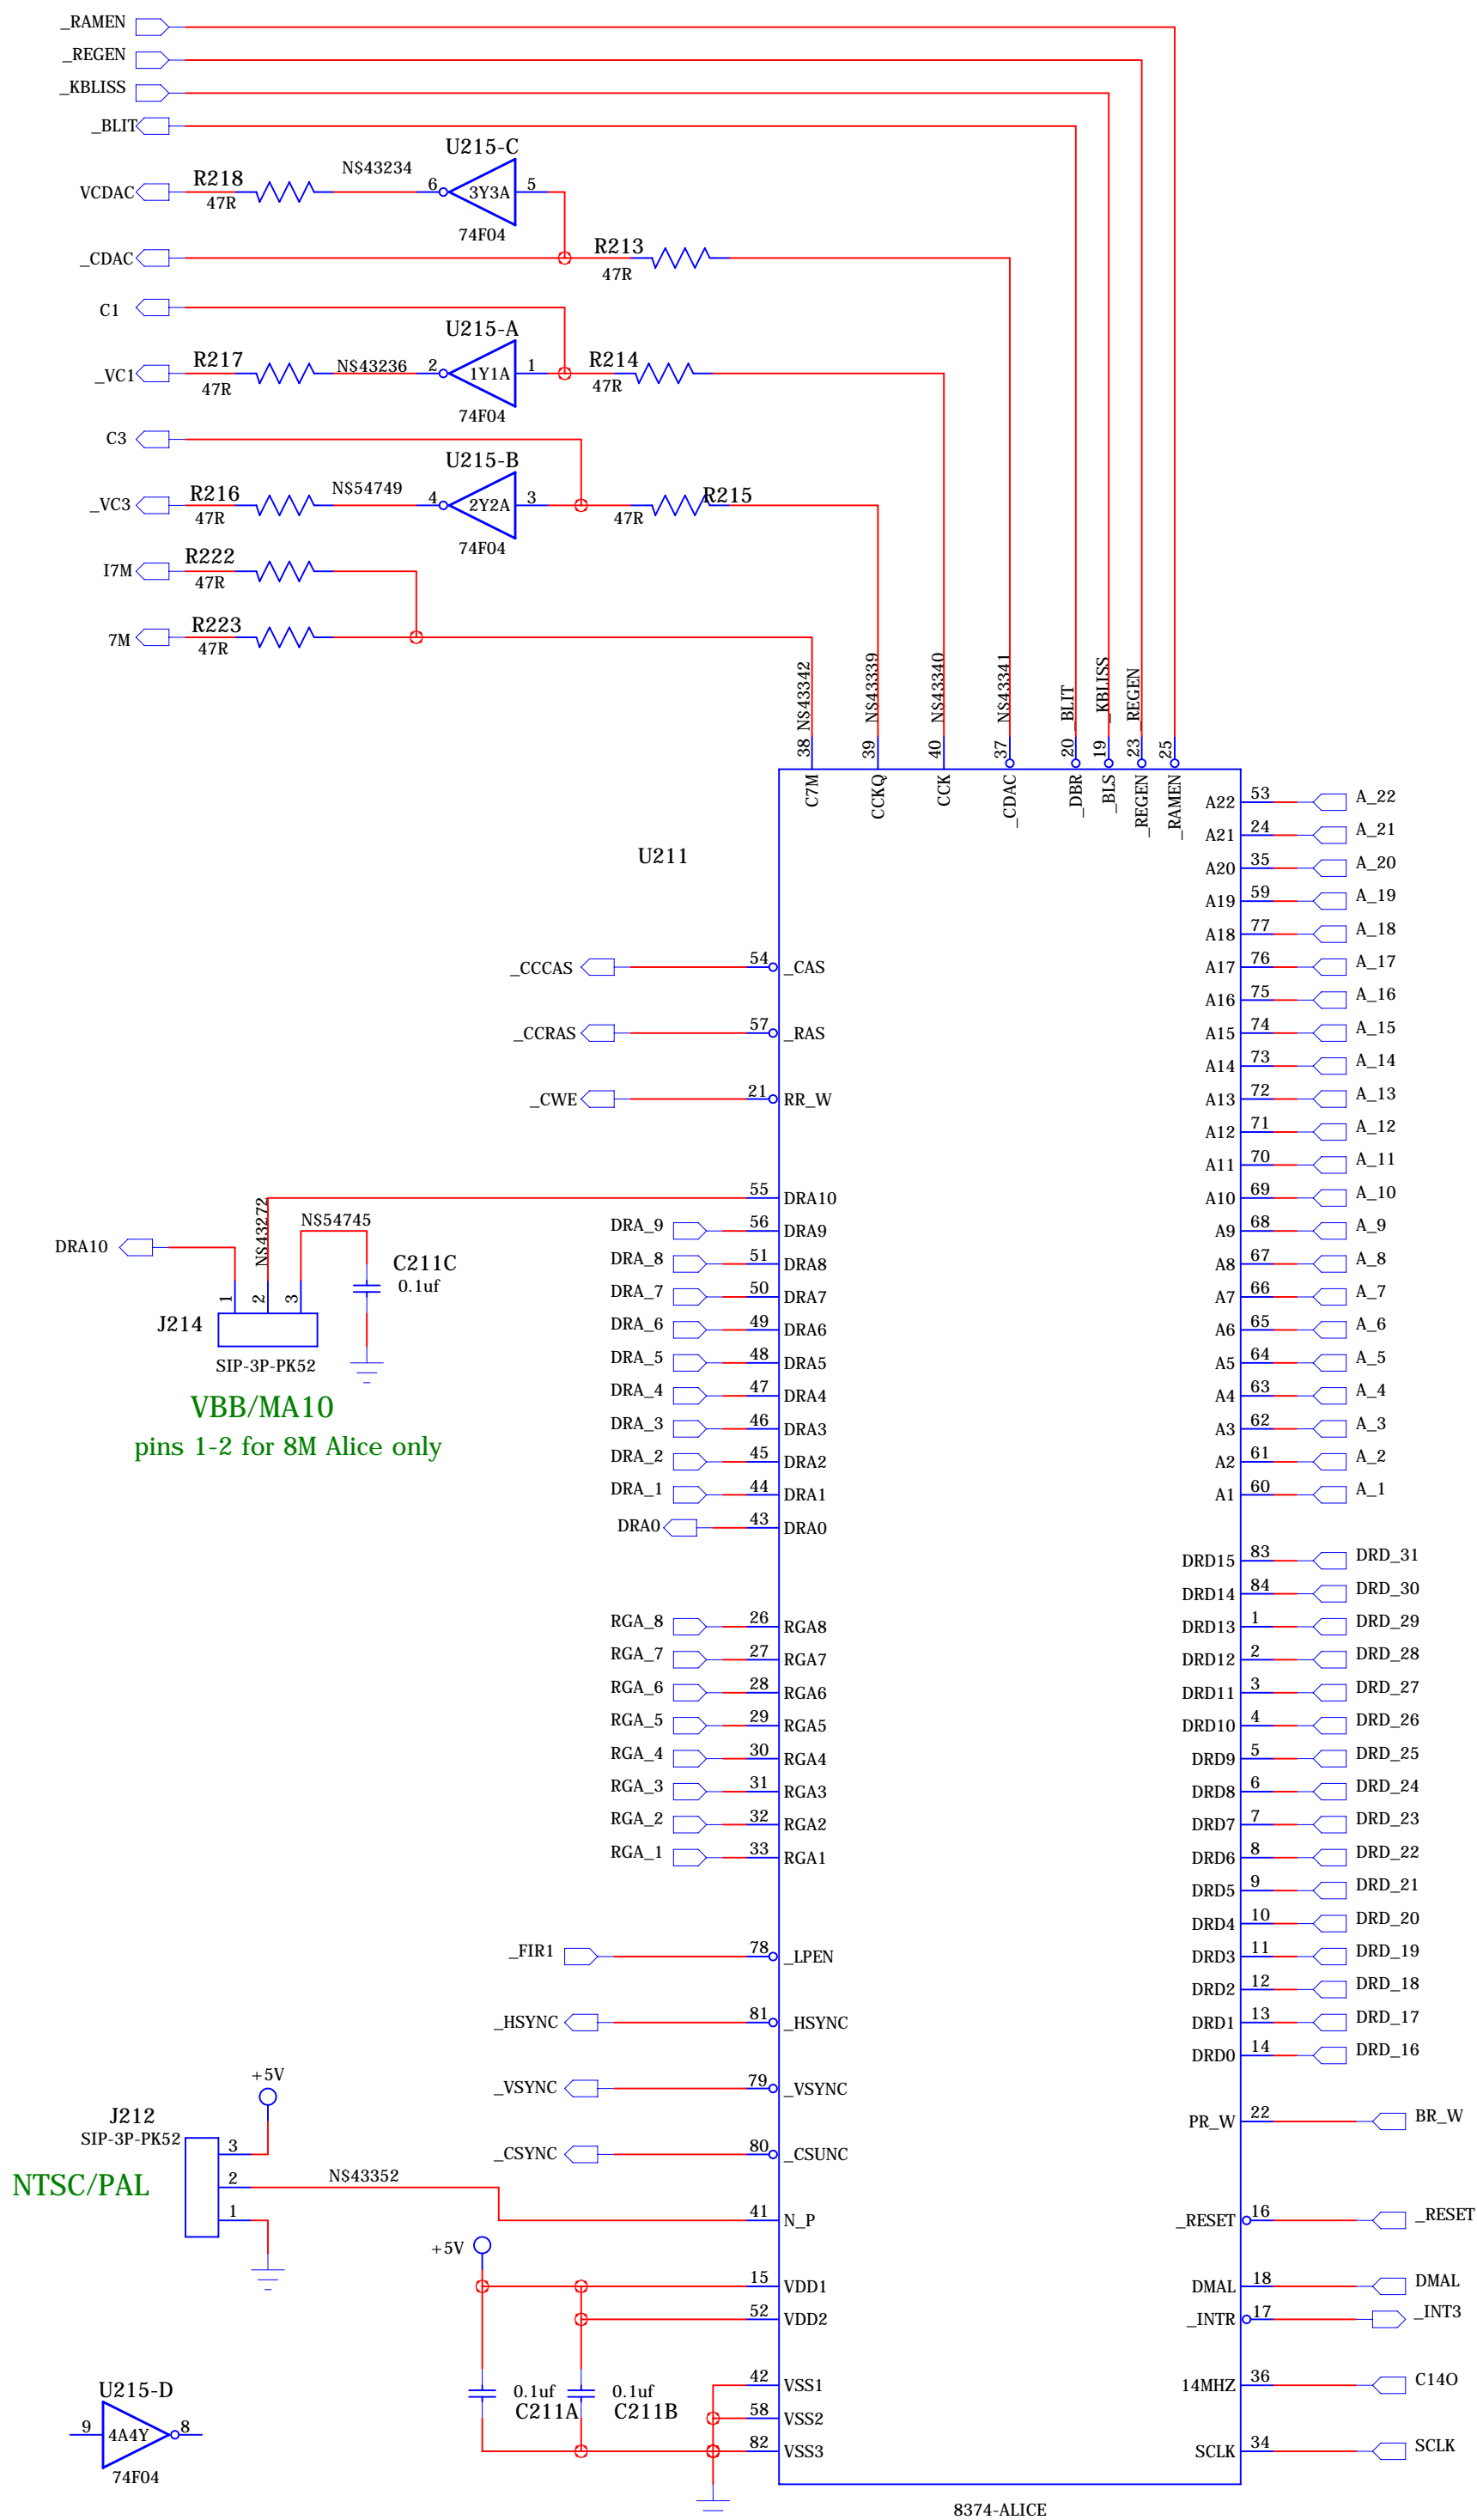 _RAMEN
_REGEN
_KBLISS
_BLIT
U215-C
N$43234
R218
47R
VCDAC
6
3Y3A
5
74F04
R213
47R
_CDAC
C1
U215-A
R217
47R
_VC1
N$43236
2
1Y1A
1
74F04
R214
47R
C3
U215-B
R216
47R
_VC3
N$54749
4
2Y2A
3
74F04
47R
R215
I7M
R222
47R
7M
R223
47R
38 N$43342
39 N$43339
40 N$43340
37 N$43341
20 _BLIT
19 _KBLISS
23 _REGEN
25
C7M
CCKQ
CCK
_CDAC
_DBR
_BLS
_REGEN
_RAMEN
U211
A22 53 A_22
A21 24 A_21
A20 35 A_20
A19 59 A_19
A18 77 A_18
A17 76 A_17
A16 75 A_16
A15 74 A_15
A14 73 A_14
A13 72 A_13
A12 71 A_12
A11 70 A_11
A10 69 A_10
A9 68 A_9
A8 67 A_8
A7 66 A_7
A6 65 A_6
A5 64 A_5
A4 63 A_4
A3 62 A_3
A2 61 A_2
A1 60 A_1
_CCCAS 54 _CAS
_CCRAS 57 _RAS
_CWE 21 RR_W
55 DRA10
DRA_9 56 DRA9
DRA_8 51 DRA8
DRA_7 50 DRA7
DRA_6 49 DRA6
DRA_5 48 DRA5
DRA_4 47 DRA4
DRA_3 46 DRA3
DRA_2 45 DRA2
DRA_1 44 DRA1
DRA0 43 DRA0
DRA10
N$43272
N$54745
C211C
0.1uf
1
2
3
J214
SIP-3P-PK52
VBB/MA10
pins 1-2 for 8M Alice only
RGA_8 26 RGA8
RGA_7 27 RGA7
RGA_6 28 RGA6
RGA_5 29 RGA5
RGA_4 30 RGA4
RGA_3 31 RGA3
RGA_2 32 RGA2
RGA_1 33 RGA1
DRD15 83 DRD_31
DRD14 84 DRD_30
DRD13 1 DRD_29
DRD12 2 DRD_28
DRD11 3 DRD_27
DRD10 4 DRD_26
DRD9 5 DRD_25
DRD8 6 DRD_24
DRD7 7 DRD_23
DRD6 8 DRD_22
DRD5 9 DRD_21
DRD4 10 DRD_20
DRD3 11 DRD_19
DRD2 12 DRD_18
DRD1 13 DRD_17
DRD0 14 DRD_16
_FIR1 78 _LPEN
_HSYNC 81 _HSYNC
_VSYNC 79 _VSYNC
_CSYNC 80 _CSUNC
+5V
J212
SIP-3P-PK52
3
NTSC/PAL
2
N$43352
1
41 N_P
+5V
15 VDD1
52 VDD2
42 VSS1
58 VSS2
82 VSS3
0.1uf
C211A
0.1uf
C211B
PR_W 22 BR_W
_RESET 16 _RESET
DMAL 18 DMAL
_INTR 17 _INT3
14MHZ 36 C14O
SCLK 34 SCLK
U215-D
9
4A4Y
8
74F04
8374-ALICE